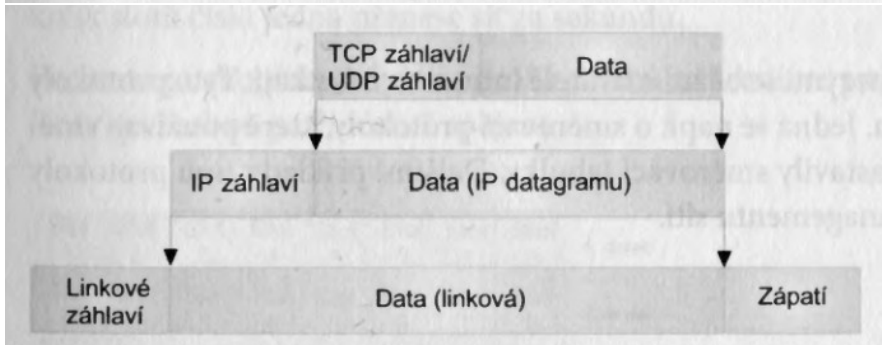 TCP záhlaví/
UDP záhlaví
Data
IP záhlaví
Data (IP datagramu)
Linkové
záhlaví
Data (linková)
Zápatí